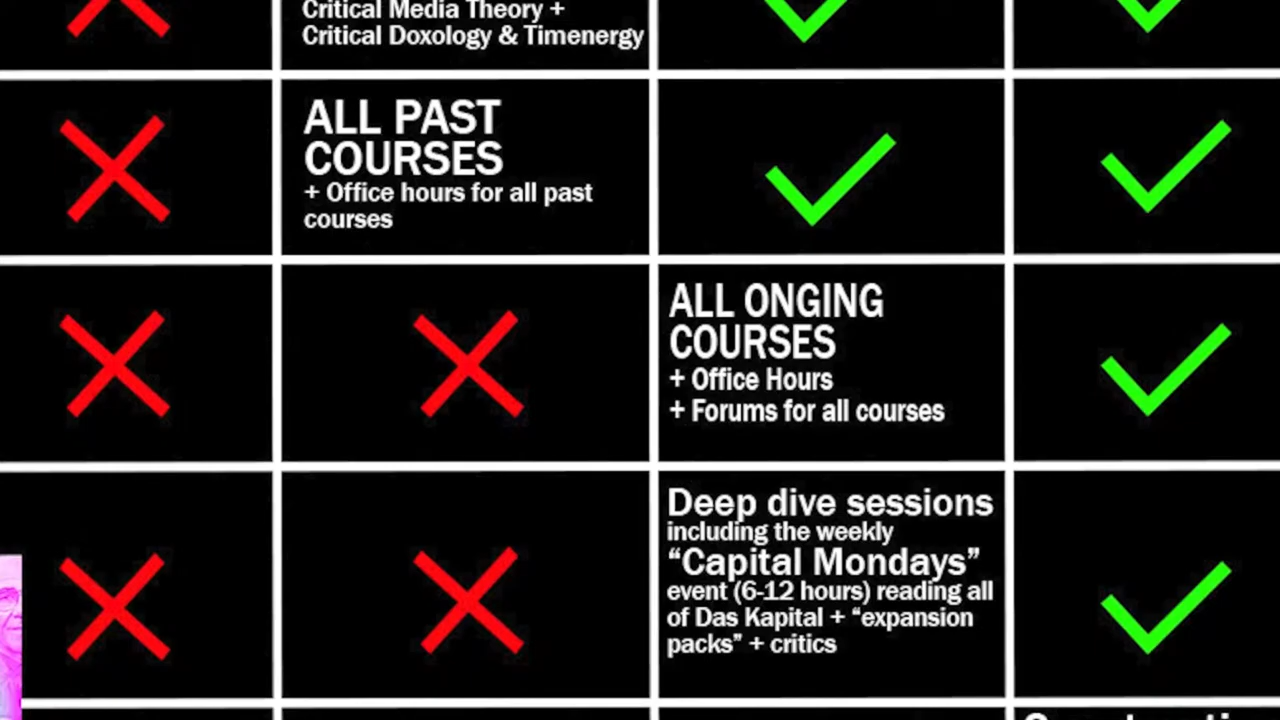 Critical Media Theory +
Critical Doxology & Timenergy
ALL PAST
COURSES
+ Office hours for all past
courses
ALL ONGING
COURSES
+ Office Hours
+ Forums for all courses
Deep dive sessions
including the weekly
“Capital Mondays”
event (6-12 hours) reading all
of Das Kapital + “expansion
packs” + critics